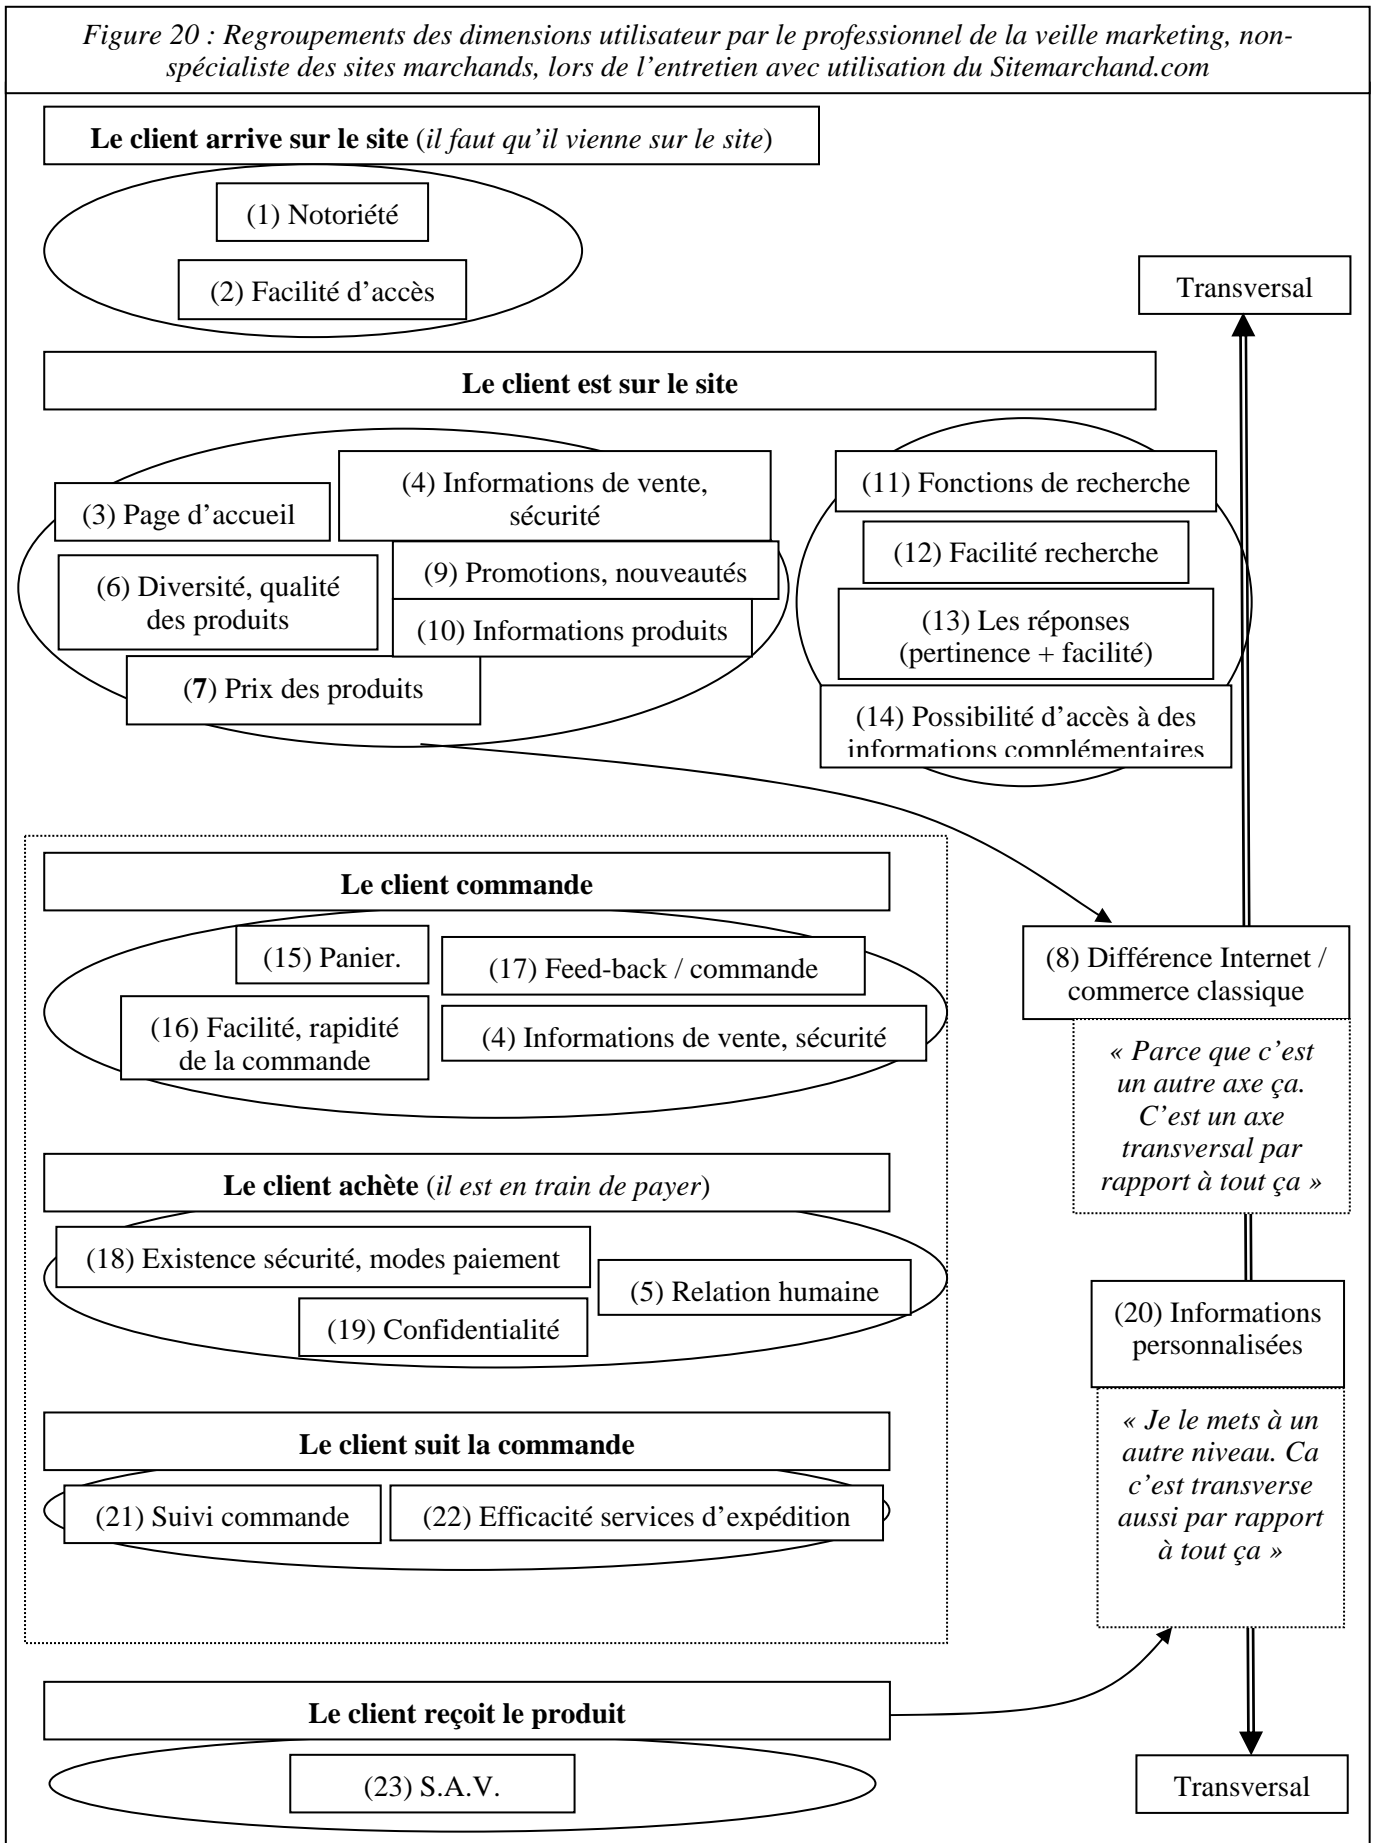 Figure 20 : Regroupements des dimensions utilisateur par le professionnel de la veille marketing, non-
spécialiste des sites marchands, lors de l’entretien avec utilisation du Sitemarchand.com
Le client arrive sur le site (il faut qu’il vienne sur le site)
(1) Notoriété
(2) Facilité d’accès
Transversal
Le client est sur le site
(3) Page d’accueil
(4) Informations de vente,
sécurité
(6) Diversité, qualité
des produits
(9) Promotions, nouveautés
(10) Informations produits
(7) Prix des produits
(11) Fonctions de recherche
(12) Facilité recherche
(13) Les réponses
(pertinence + facilité)
(14) Possibilité d’accès à des
informations complémentaires
Le client commande
(15) Panier.
(17) Feed-back / commande
(16) Facilité, rapidité
de la commande
(4) Informations de vente, sécurité
(8) Différence Internet /
commerce classique
« Parce que c’est
un autre axe ça.
C’est un axe
transversal par
rapport à tout ça »
Le client achète (il est en train de payer)
(18) Existence sécurité, modes paiement
(5) Relation humaine
(19) Confidentialité
(20) Informations
personnalisées
« Je le mets à un
autre niveau. Ca
c’est transverse
aussi par rapport
à tout ça »
Le client suit la commande
(21) Suivi commande
(22) Efficacité services d’expédition
Le client reçoit le produit
(23) S.A.V.
Transversal